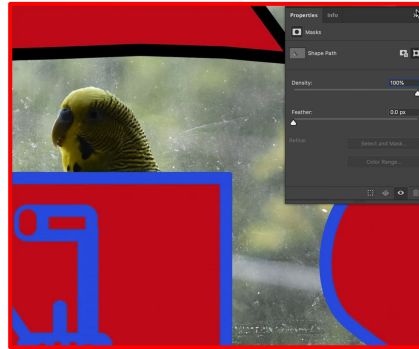 Properties Info
Masks
Shape Path
Density: 100%
Feather: 0.0 px
Refine: Select and Mask...
Color Range...